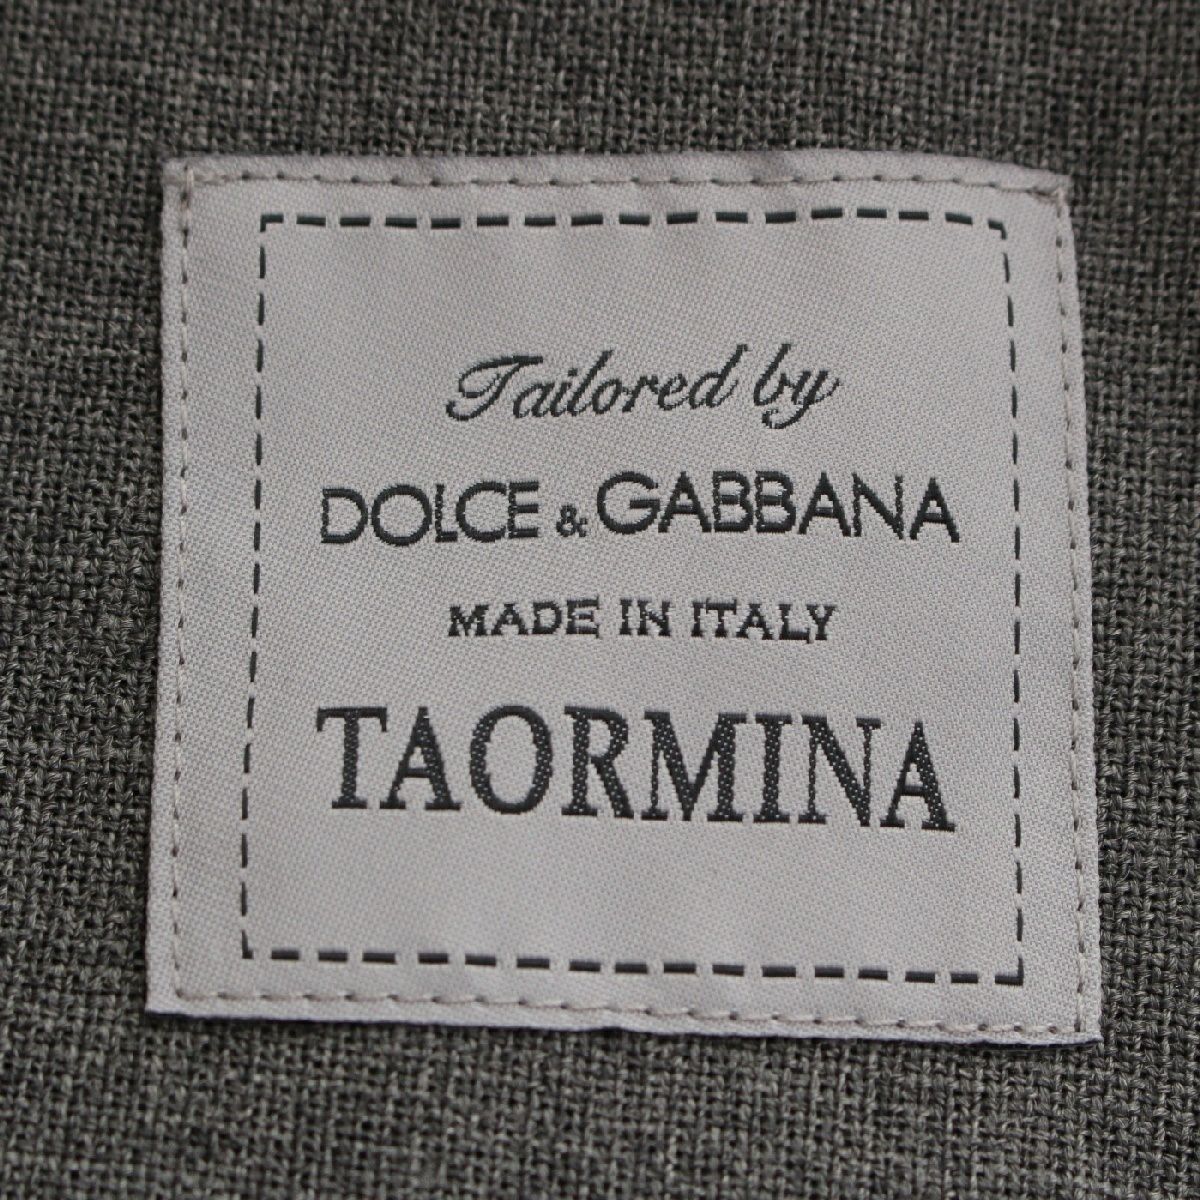 Tailored by
DOLCE & GABBANA
MADE IN ITALY
TAORMINA